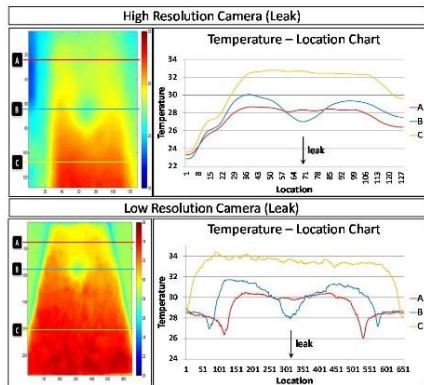 High Resolution Camera (Leak)
Temperature – Location Chart
A
B
C
Temperature
34
32
30
28
26
24
22
1 8 15 22 29 36 43 50 57 64 71 78 85 92 99 106 113 120 127
Location
leak
A
B
C
Low Resolution Camera (Leak)
Temperature – Location Chart
A
B
C
Temperature
34
32
30
28
26
24
1 51 101 151 201 251 301 351 401 451 501 551 601 651
Location
leak
A
B
C